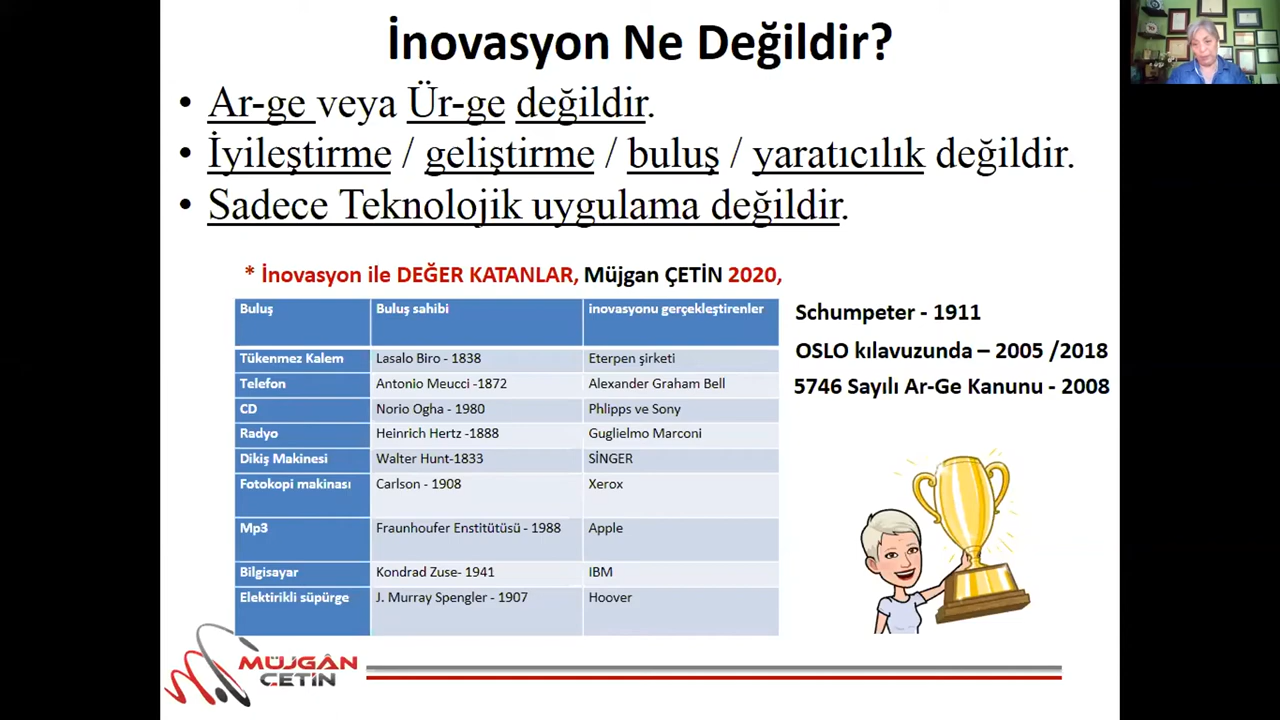 İnovasyon Ne Değildir?
• Ar-ge veya Ür-ge değildir.
• İyileştirme / geliştirme / buluş / yaratıcılık değildir.
• Sadece Teknolojik uygulama değildir.
* İnovasyon ile DEĞER KATANLAR, Müjgan ÇETİN 2020,
Buluş Buluş sahibi inovasyonu gerçekleştirenler
Tükenmez Kalem Lasalo Biro - 1838 Eterpen şirketi
Telefon Antonio Meucci -1872 Alexander Graham Bell
CD Norio Ogha - 1980 Phlipps ve Sony
Radyo Heinrich Hertz -1888 Guglielmo Marconi
Dikiş Makinesi Walter Hunt-1833 SİNGER
Fotokopi makinası Carlson - 1908 Xerox
Mp3 Fraunhoufer Enstitütüsü - 1988 Apple
Bilgisayar Kondrad Zuse- 1941 IBM
Elektirikli süpürge J. Murray Spengler - 1907 Hoover
Schumpeter - 1911
OSLO kılavuzunda – 2005 /2018
5746 Sayılı Ar-Ge Kanunu - 2008
MÜJGÂN
ÇETİN